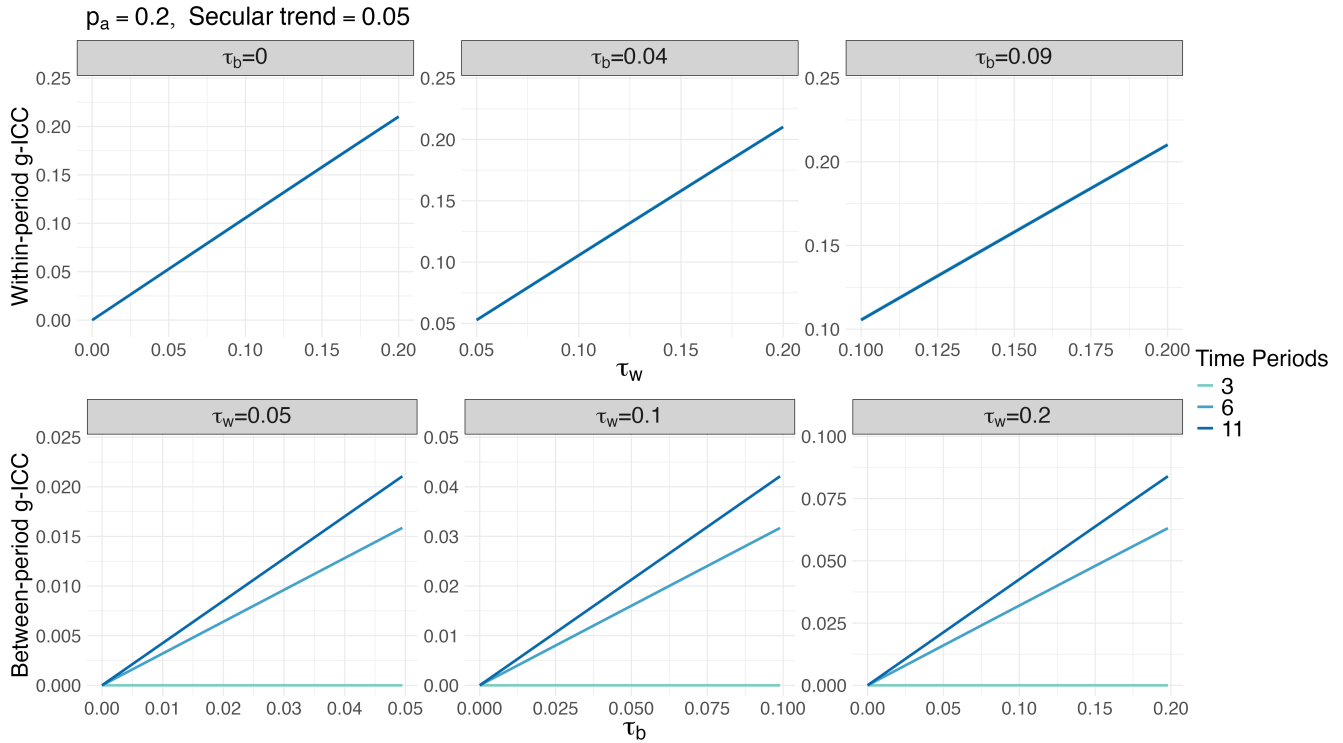 pₐ = 0.2, Secular trend = 0.05
τb=0 τb=0.04 τb=0.09
Within-period g-ICC
0.25 0.25 0.25
0.20 0.20 0.20
0.15 0.15 0.15
0.10 0.10 0.10
0.05 0.05
0.00
0.00 0.05 0.10 0.15 0.20 0.05 0.10 0.15 0.20 0.100 0.125 0.150 0.175 0.200
τw
τw=0.05 τw=0.1 τw=0.2
Between-period g-ICC
0.025 0.05 0.100
0.020 0.04 0.075
0.015 0.03 0.050
0.010 0.02 0.025
0.005 0.01
0.000 0.00 0.000
0.00 0.01 0.02 0.03 0.04 0.05 0.000 0.025 0.050 0.075 0.100 0.00 0.05 0.10 0.15 0.20
τb
Time Periods
3
6
11